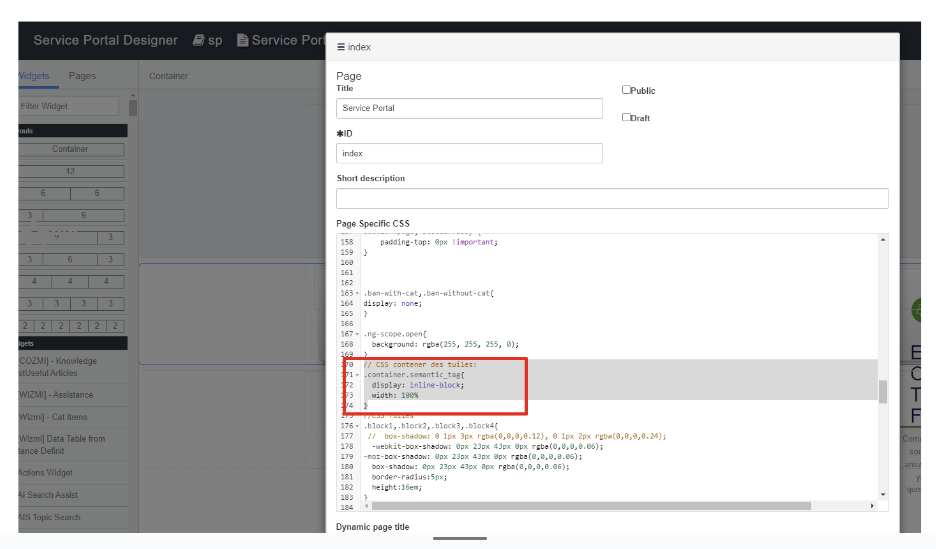 Service Portal Designer sp Service Port
index
Widgets Pages
Container
Page
Title
Public
Filter Widget
Service Portal
Draft
outs
ID
Container
index
12
6 6
Short description
3 9
3
Page Specific CSS
3 6 3
4 4 4
3 3 3 3
2 2 2 2 2 2
158 padding-top: 0px !important;
159 }
160
161
162
163 .ban-with-cat,.ban-without-cat{
164 display: none;
165 }
166
167 .ng-scope.open{
168 background: rgba(255, 255, 255, 0);
169 }
170 // CSS contener des tuiles:
171 .container.semantic_tag{
172 display: inline-block;
173 width: 100%
174 }
175 //CSS Tuiles
176 .block1,.block2,.block3,.block4{
177 // box-shadow: 0 1px 3px rgba(0,0,0,0.12), 0 1px 2px rgba(0,0,0,0.24);
178 -webkit-box-shadow: 0px 23px 43px 0px rgba(0,0,0,0.06);
179 -moz-box-shadow: 0px 23px 43px 0px rgba(0,0,0,0.06);
180 box-shadow: 0px 23px 43px 0px rgba(0,0,0,0.06);
181 border-radius:5px;
182 height:16em;
183 }
184
dgets
[COZMI] - Knowledge
stUseful Articles
[WIZMI] - Assistance
[Wizmi] - Cat Items
[Wizmi] Data Table from
tance Definit
Actions Widget
AI Search Assist
AIS Topic Search
E
C
T
F
Com
sou
answ
y
que
Dynamic page title